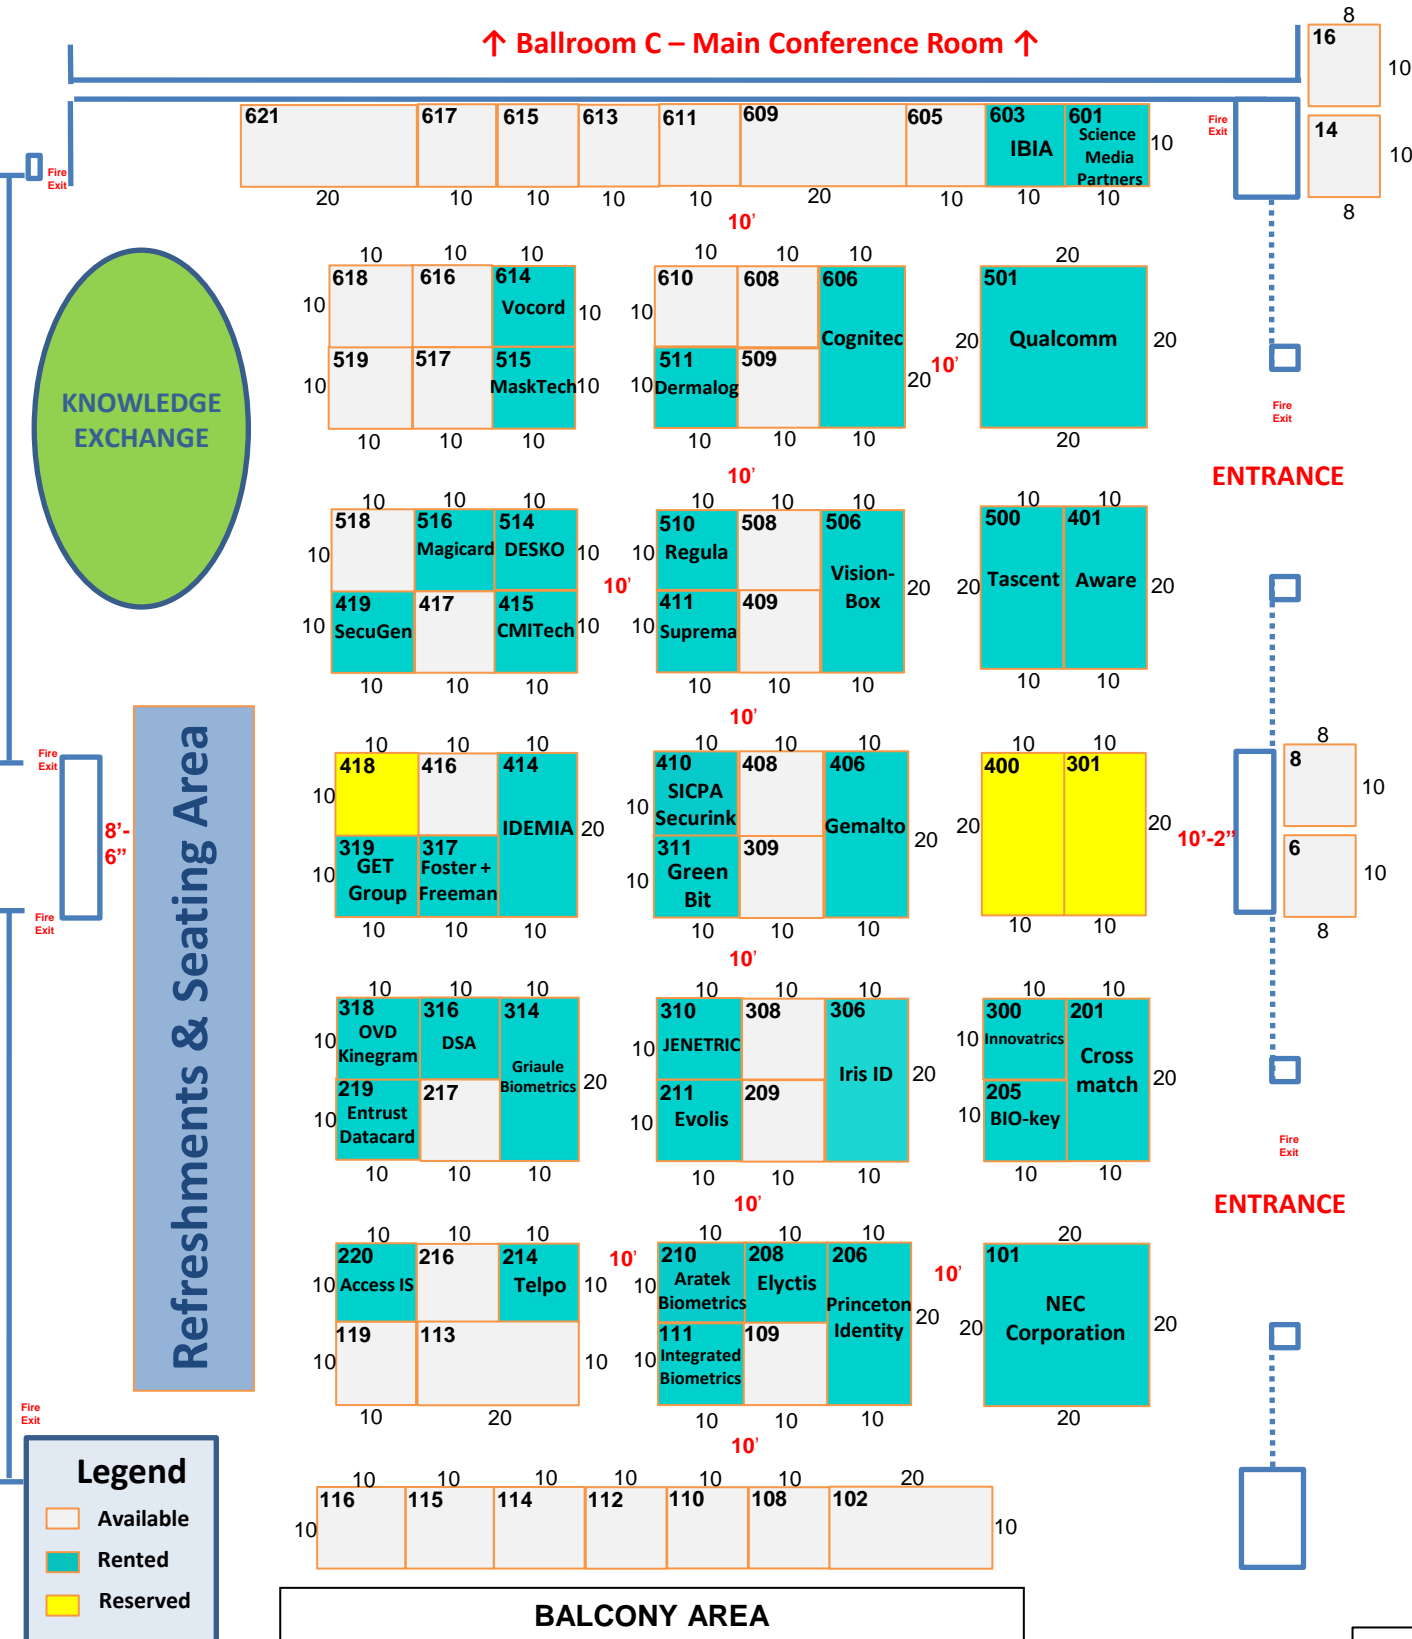 ↑ Ballroom C – Main Conference Room ↑
8
16
10
14
10
8
Fire
Exit
Fire
Exit
621 617 615 613 611 609 605 603 601
IBIA
Science
Media
Partners
10
20 10 10 10 10 20 10 10 10
10'
10 10 10 10 10 10 20
618 616 614 610 608 606 501
10 Vocord 10 10
Cognitec 20 Qualcomm 20
10'
519 517 515 511 509
10 MaskTech 10 10 Dermalog 20
10 10 10 10 10 10 20
KNOWLEDGE
EXCHANGE
Fire
Exit
10'
ENTRANCE
10 10 10 10 10 10 10 10
518 516 514 510 508 506 500 401
10 Magicard DESKO 10 10 Regula
10'
Vision-
Box
20 20 Tascent Aware 20
419 417 415 411 409
10 SecuGen CMITech 10 10 Suprema
10 10 10 10 10 10 10 10
10'
Refreshments & Seating Area
Fire
Exit
8'-
6”
Fire
Exit
10 10 10 10 10 10 10 10
418 416 414 410 408 406 400 301
10 IDEMIA 20 10
SICPA
Securink
Gemalto 20 20 20
10'-2”
319 317 311 309
10
GET
Group
Foster +
Freeman
10
Green
Bit
10 10 10 10 10 10 10 10
10'
8
8
10
6
10
8
10 10 10 10 10 10 10 10
318 316 314 310 308 306 300 201
10
OVD
Kinegram
DSA
Griaule
Biometrics
20
10 JENETRIC
Iris ID 20
10 Innovatrics
Cross
match
20
219 217 211 209 205
10
Entrust
Datacard
10 Evolis
10 BIO-key
10 10 10 10 10 10 10 10
Fire
Exit
10'
ENTRANCE
10 10 10 10 10 10 20
220 216 214 210 208 206 101
10 Access IS Telpo 10
10'
10
Aratek
Biometrics
Elyctis
Princeton
Identity
20
10'
20
NEC
Corporation
20
119 113 111 109
10 10 10
Integrated
Biometrics
10 20 10 10 10 20
10'
Fire
Exit
10 10 10 10 10 10 20
116 115 114 112 110 108 102
10 10
Legend
Available
Rented
Reserved
BALCONY AREA